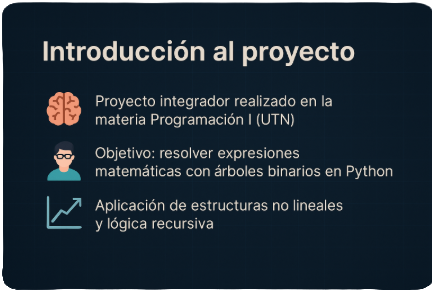 Introducción al proyecto
Proyecto integrador realizado en la
materia Programación I (UTN)
Objetivo: resolver expresiones
matemáticas con árboles binarios en Python
Aplicación de estructuras no lineales
y lógica recursiva